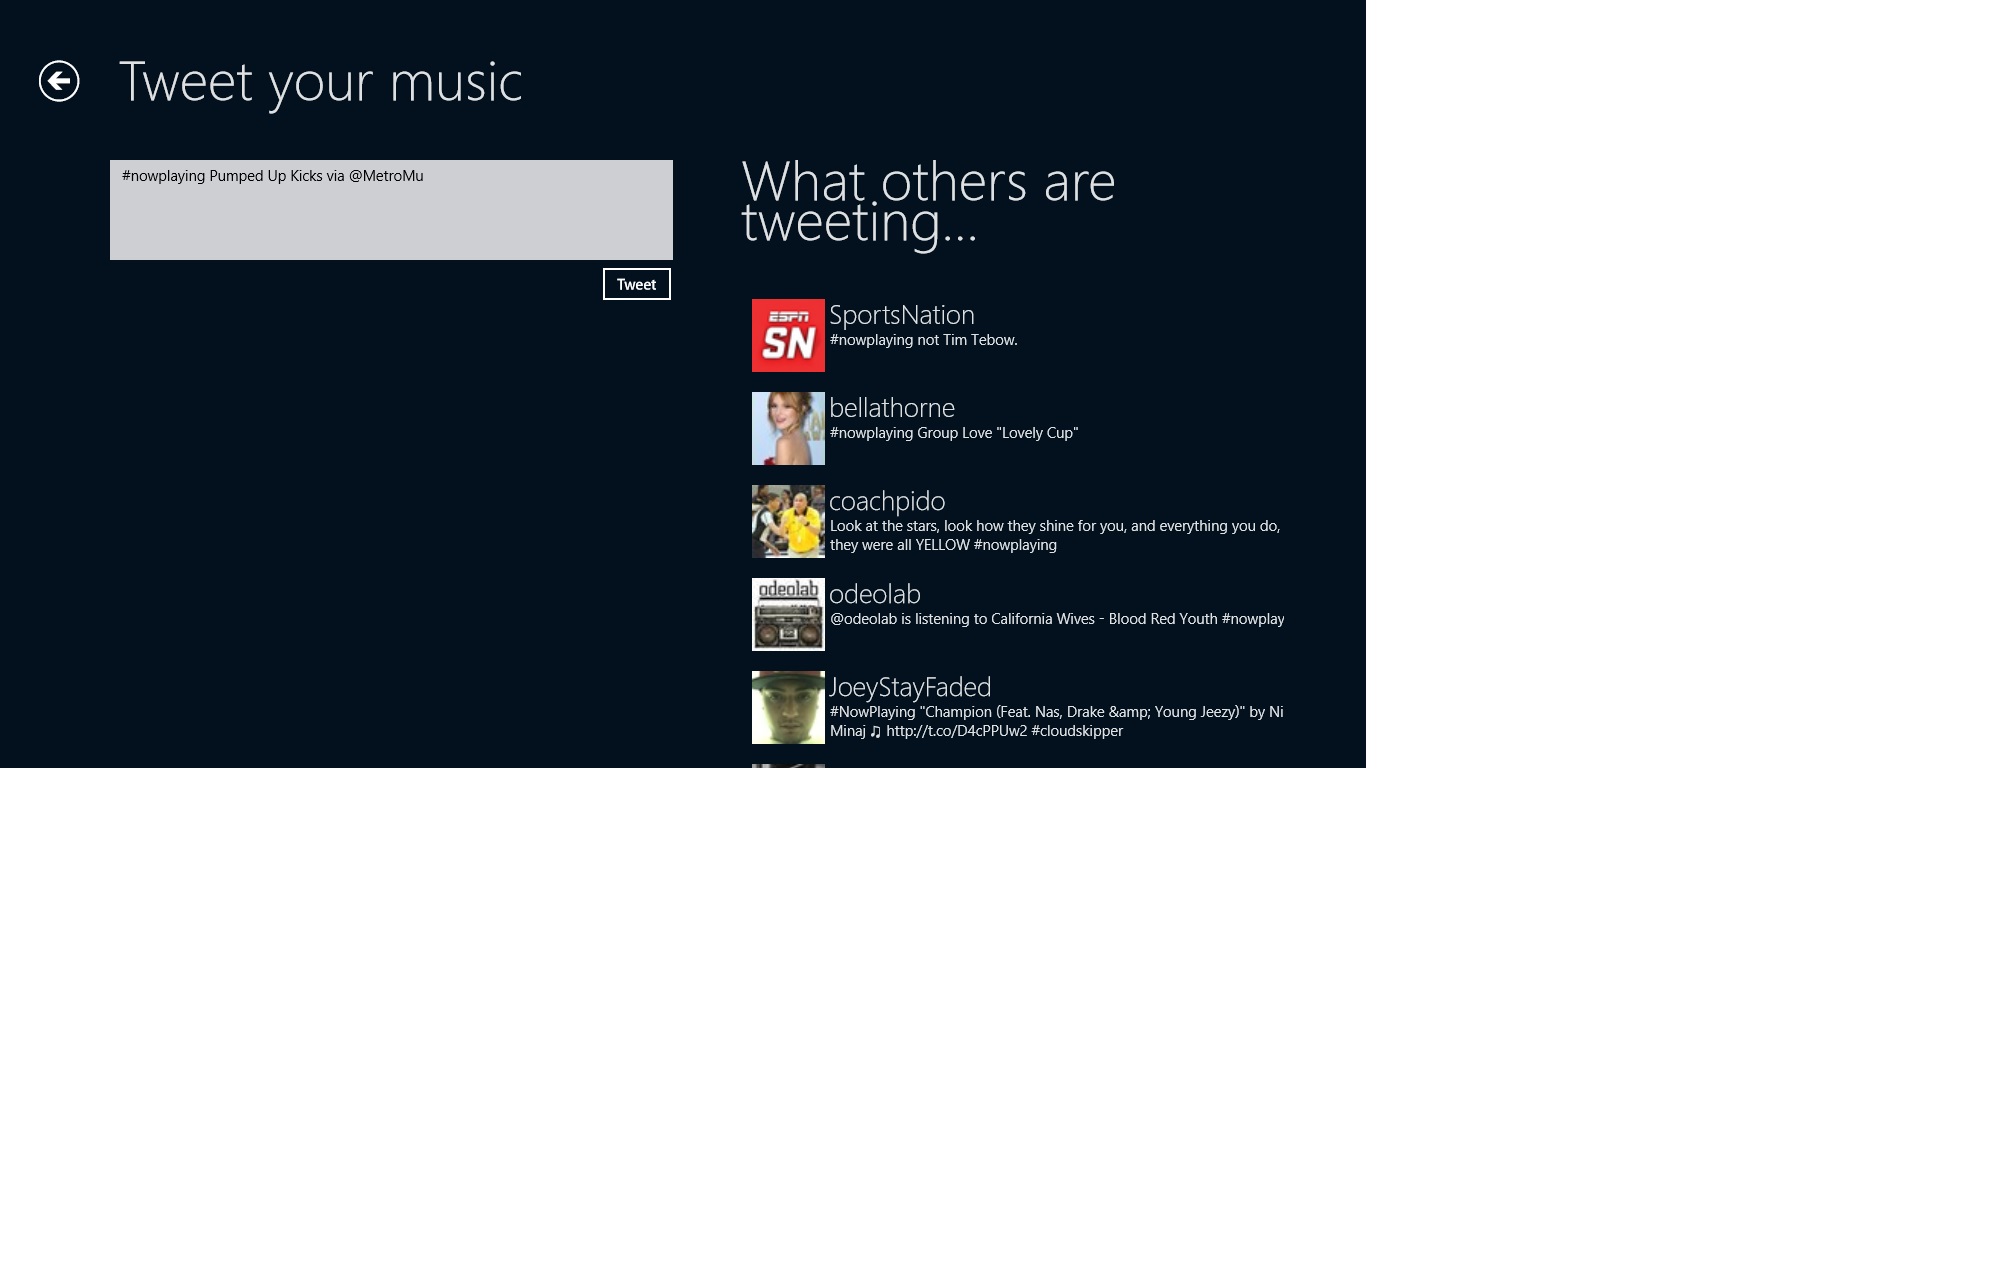 Tweet your music
#nowplaying Pumped Up Kicks via @MetroMu
Tweet
What others are
tweeting...
ESPN
SN
SportsNation
#nowplaying not Tim Tebow.
bellathorne
#nowplaying Group Love "Lovely Cup"
coachpido
Look at the stars, look how they shine for you, and everything you do,
they were all YELLOW #nowplaying
odeolab
odeolab
@odeolab is listening to California Wives - Blood Red Youth #nowplay
JoeyStayFaded
#NowPlaying "Champion (Feat. Nas, Drake &amp; Young Jeezy)" by Ni
Minaj ♫ http://t.co/D4cPPUw2 #cloudskipper